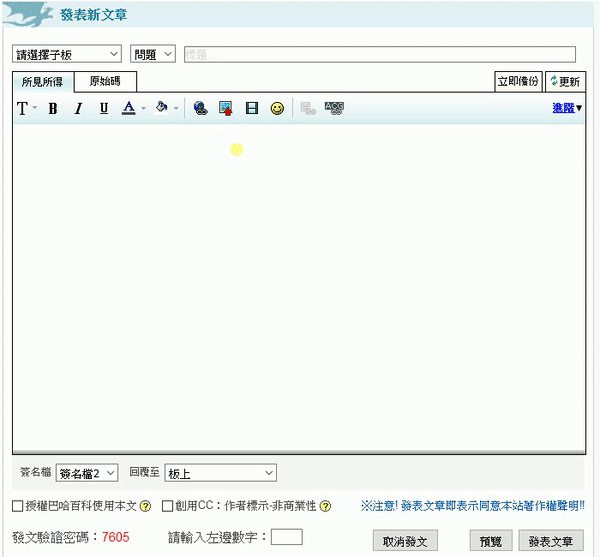 發表新文章
請選擇子板 問題 標題
所見所得 原始碼 立即備份 更新
T B I U A ACG 進階▼
簽名檔 簽名檔2 回覆至 板上
授權巴哈百科使用本文 ? 創用CC：作者標示-非商業性 ? ※注意! 發表文章即表示同意本站著作權聲明!!
發文驗證密碼：7605 請輸入左邊數字： 取消發文 預覽 發表文章